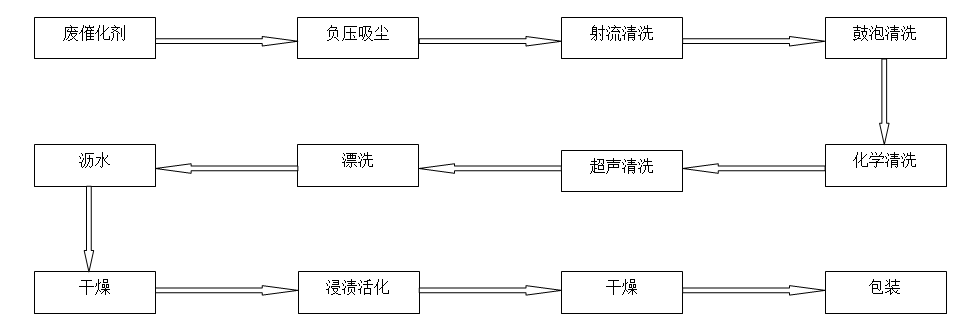 废催化剂
负压吸尘
射流清洗
鼓泡清洗
沥水
漂洗
超声清洗
化学清洗
干燥
浸渍活化
干燥
包装